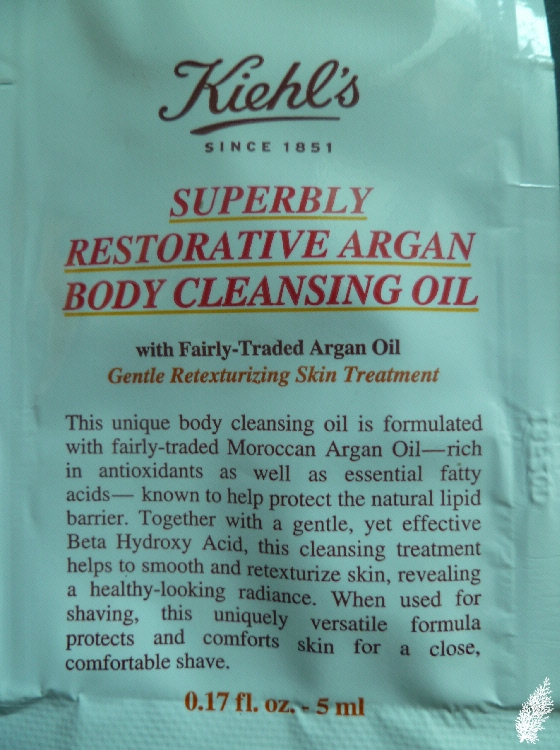 Kiehl's
SINCE 1851
SUPERBLY
RESTORATIVE ARGAN
BODY CLEANSING OIL
with Fairly-Traded Argan Oil
Gentle Retexturizing Skin Treatment
This unique body cleansing oil is formulated
with fairly-traded Moroccan Argan Oil—rich
in antioxidants as well as essential fatty
acids— known to help protect the natural lipid
barrier. Together with a gentle, yet effective
Beta Hydroxy Acid, this cleansing treatment
helps to smooth and retexturize skin, revealing
a healthy-looking radiance. When used for
shaving, this uniquely versatile formula
protects and comforts skin for a close,
comfortable shave.
0.17 fl. oz. - 5 ml